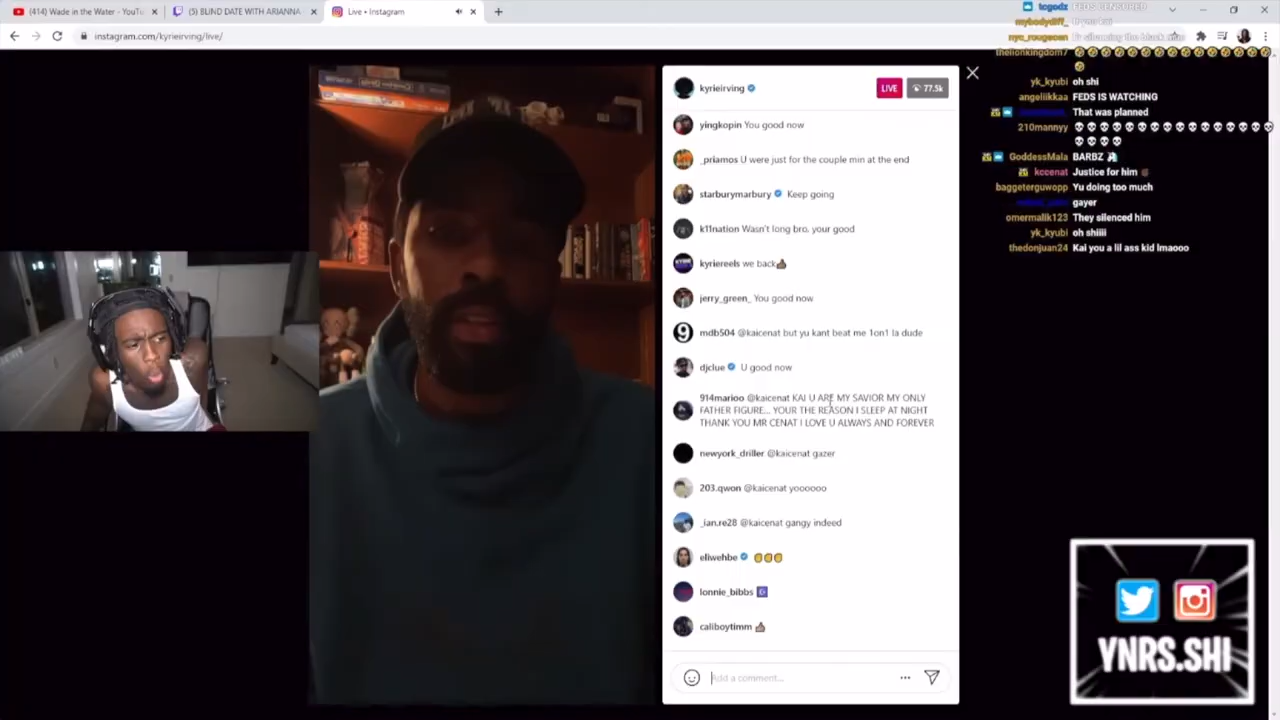 (414) Wade in the Water - YouTu
(5) BLIND DATE WITH ARIANNA
Live • Instagram
instagram.com/kyrieirving/live/
kyrieirving
LIVE
77.5k
yingkopin You good now
_priamos U were just for the couple min at the end
starburymarbury Keep going
k11nation Wasn't long bro, your good
kyriereels we back👍🏾
jerry_green_ You good now
mdb504 @kaicenat but yu kant beat me 1on1 la dude
djclue U good now
914marioo @kaicenat KAI U ARE MY SAVIOR MY ONLY
FATHER FIGURE... YOUR THE REASON I SLEEP AT NIGHT
THANK YOU MR CENAT I LOVE U ALWAYS AND FOREVER
newyork_driller @kaicenat gazer
203.qwon @kaicenat yoooooo
_ian.re28 @kaicenat gangy indeed
eliwehbe ✊✊✊
lonnie_bibbs
caliboytimm 👍🏽
Add a comment...
togodz FEDS CENSURED
mybodydiff_
nyc_rougecen
thelionkingdom7
yk_kyubi oh shi
angeliikkaa FEDS IS WATCHING
That was planned
210mannyy 💀💀💀💀💀💀💀💀💀💀💀💀💀💀💀💀
💀💀💀💀
GoddessMala BARBZ 🦄
kccenat Justice for him
baggeterguwopp Yu doing too much
gayer
omermalik123 They silenced him
yk_kyubi oh shiiii
thedonjuan24 Kai you a lil ass kid lmaooo
YNRS.SHI